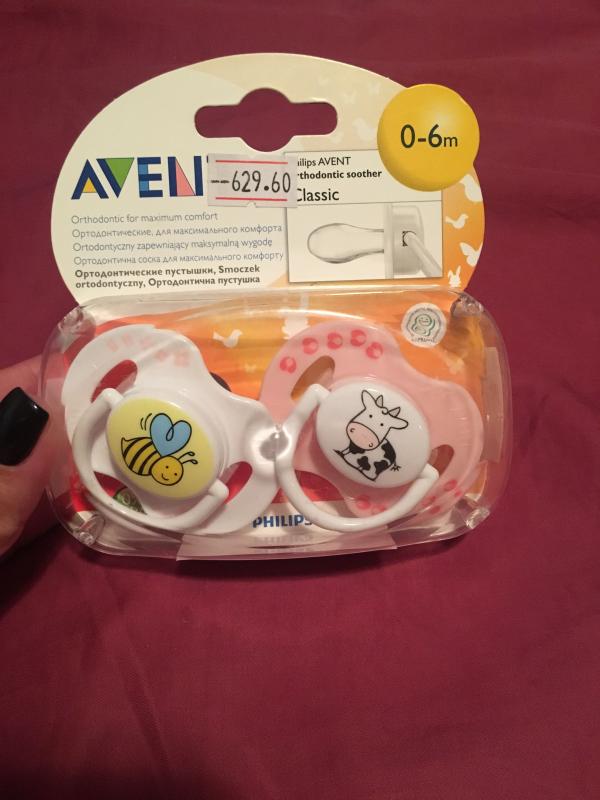 0-6m
AVEN
--629.60
ilips AVENT
rthodontic soother
Classic
Orthodontic for maximum comfort
Ортодонтические, для максимального комфорта
Ortodontyczny zapewniający maksymalną wygodę
Ортодонтична соска для максимального комфорту
Ортодонтические пустышки, Smoczek
ortodontyczny, Ортодонтична пустушка
PHILIPS